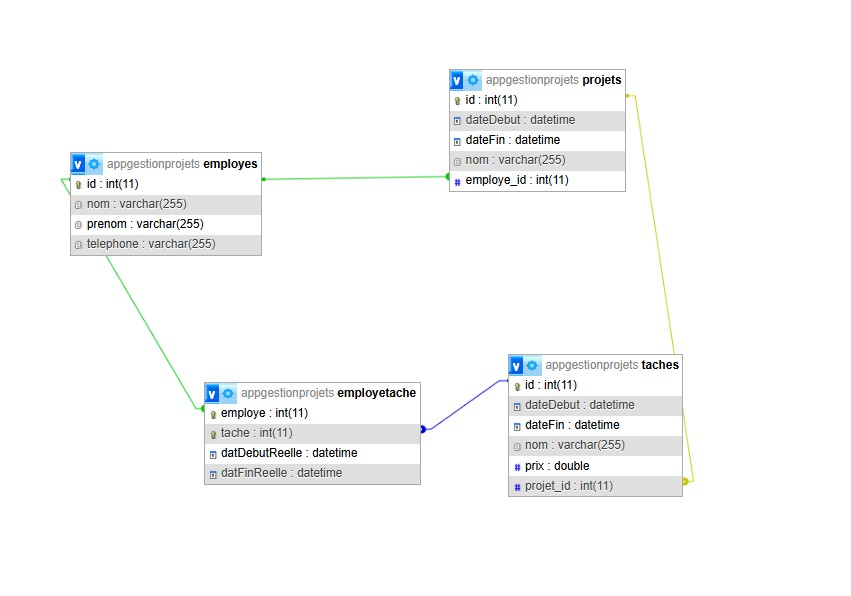 appgestionprojets projets
id : int(11)
dateDebut : datetime
dateFin : datetime
nom : varchar(255)
employe_id : int(11)
appgestionprojets employes
id : int(11)
nom : varchar(255)
prenom : varchar(255)
telephone : varchar(255)
appgestionprojets taches
id : int(11)
dateDebut : datetime
dateFin : datetime
nom : varchar(255)
prix : double
projet_id : int(11)
appgestionprojets employetache
employe : int(11)
tache : int(11)
datDebutReelle : datetime
datFinReelle : datetime